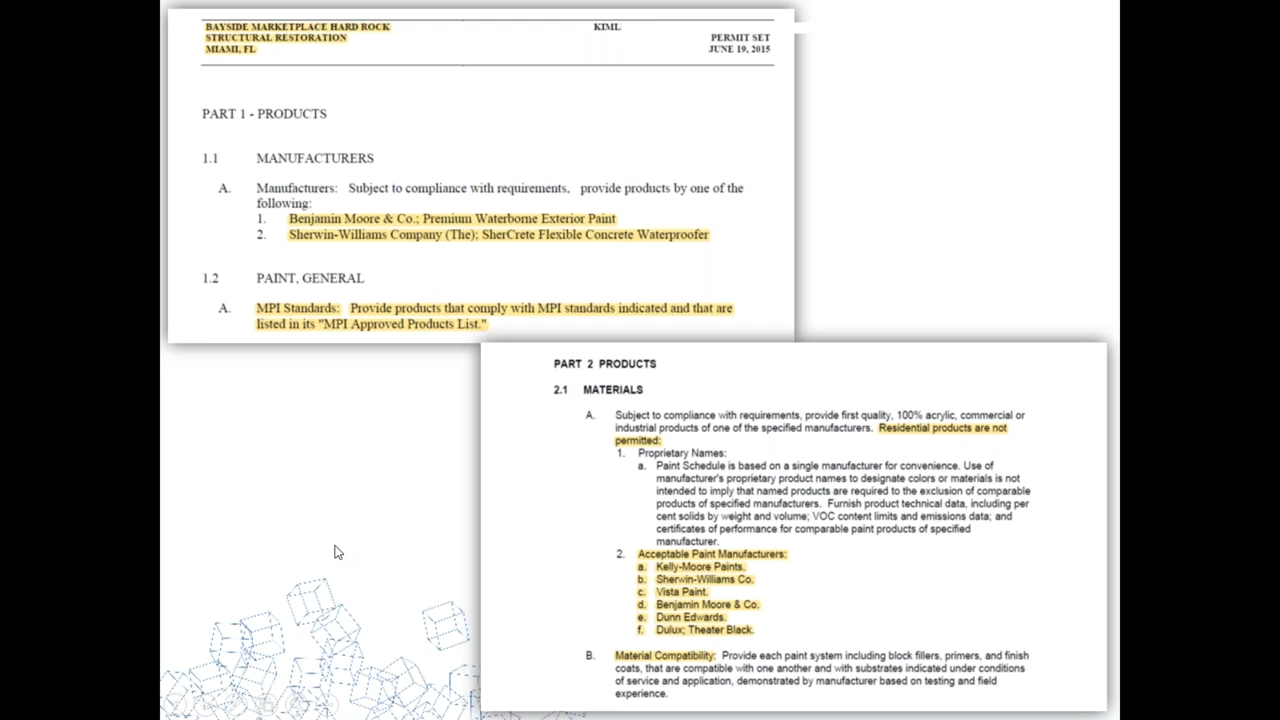 BAYSIDE MARKETPLACE HARD ROCK
STRUCTURAL RESTORATION
MIAMI, FL
KIML
PERMIT SET
JUNE 19, 2015
PART 1 - PRODUCTS
1.1 MANUFACTURERS
A. Manufacturers: Subject to compliance with requirements, provide products by one of the
following:
1. Benjamin Moore & Co.; Premium Waterborne Exterior Paint
2. Sherwin-Williams Company (The); SherCrete Flexible Concrete Waterproofer
1.2 PAINT, GENERAL
A. MPI Standards: Provide products that comply with MPI standards indicated and that are
listed in its "MPI Approved Products List."
PART 2 PRODUCTS
2.1 MATERIALS
A. Subject to compliance with requirements, provide first quality, 100% acrylic, commercial or
industrial products of one of the specified manufacturers. Residential products are not
permitted:
1. Proprietary Names:
a. Paint Schedule is based on a single manufacturer for convenience. Use of
manufacturer's proprietary product names to designate colors or materials is not
intended to imply that named products are required to the exclusion of comparable
products of specified manufacturers. Furnish product technical data, including per
cent solids by weight and volume; VOC content limits and emissions data; and
certificates of performance for comparable paint products of specified
manufacturer.
2. Acceptable Paint Manufacturers:
a. Kelly-Moore Paints.
b. Sherwin-Williams Co.
c. Vista Paint.
d. Benjamin Moore & Co.
e. Dunn Edwards.
f. Dulux; Theater Black.
B. Material Compatibility: Provide each paint system including block fillers, primers, and finish
coats, that are compatible with one another and with substrates indicated under conditions
of service and application, demonstrated by manufacturer based on testing and field
experience.